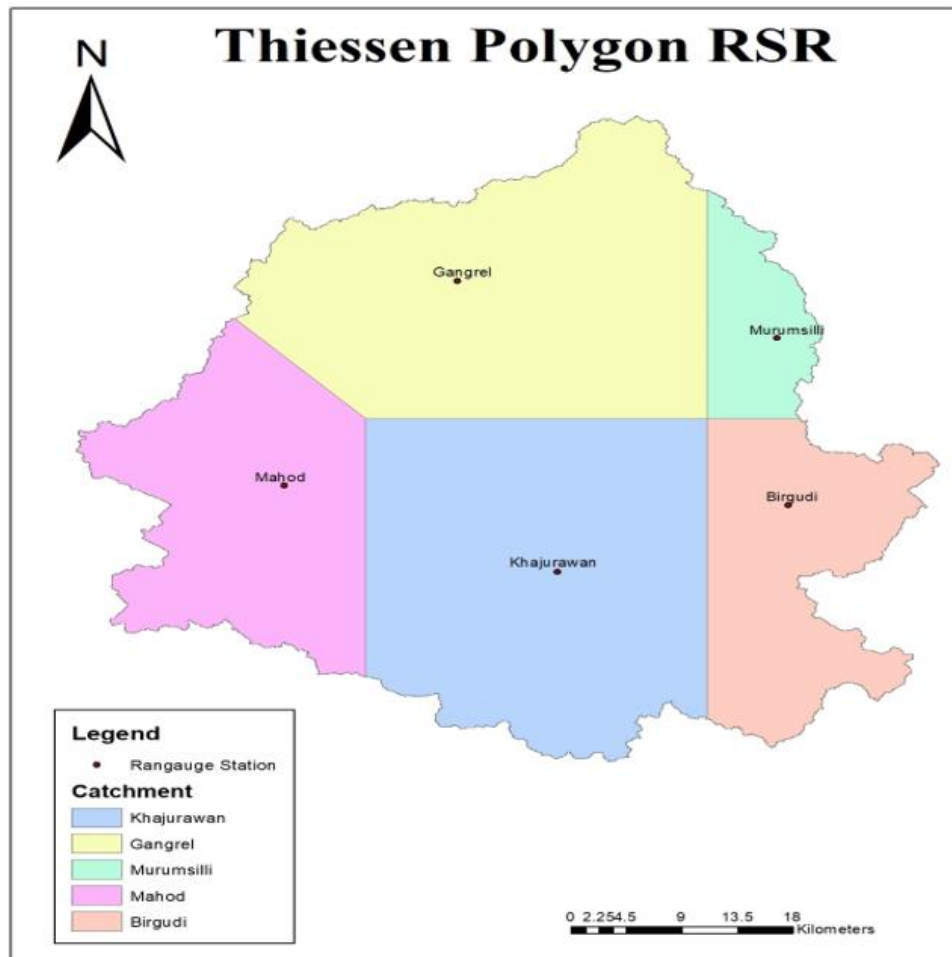 Thiessen Polygon RSR
N
Gangrel
Murumsilli
Mahod
Birgudi
Khajurawan
Legend
Rangauge Station
Catchment
Khajurawan
Gangrel
Murumsilli
Mahod
Birgudi
0 2.254.5 9 13.5 18
Kilometers